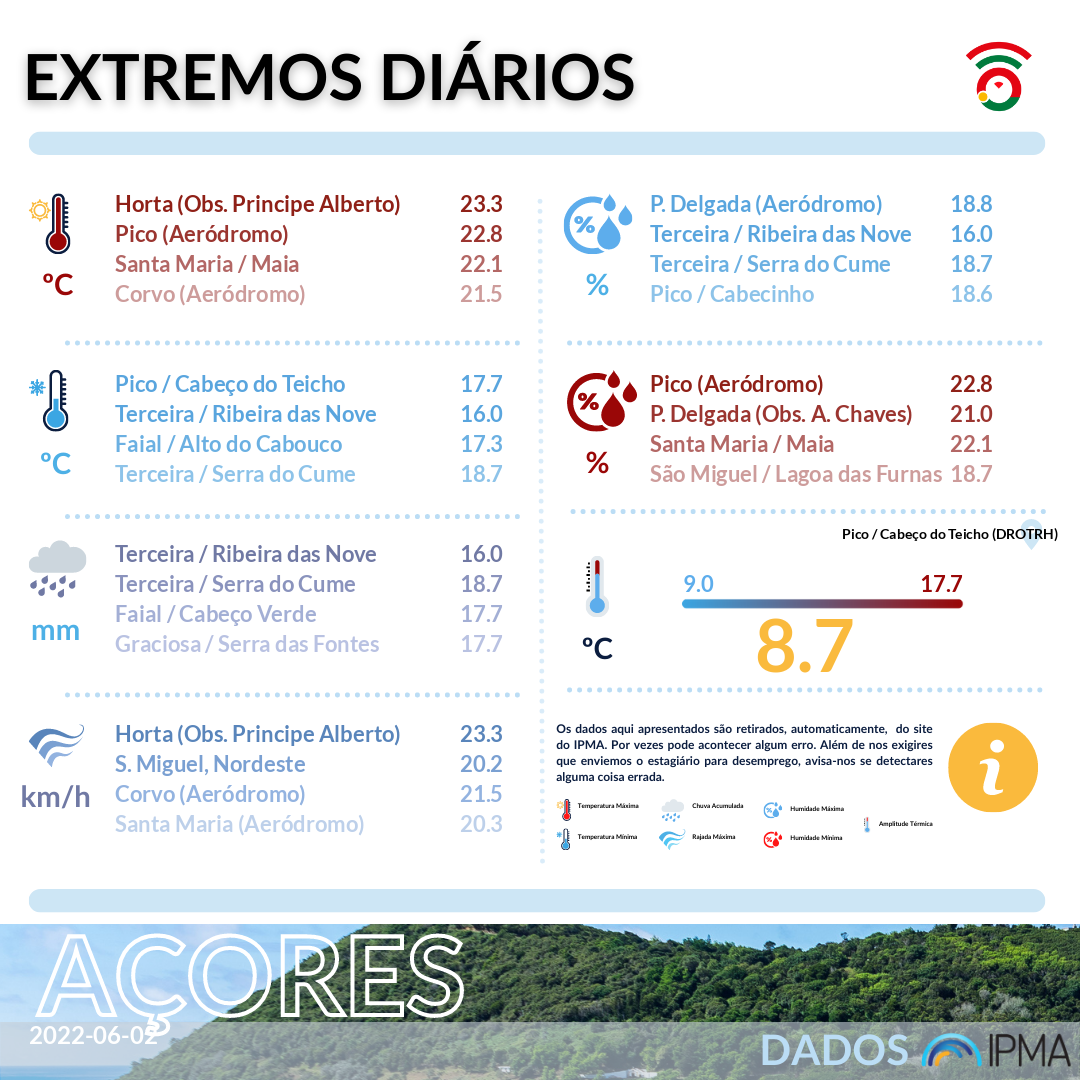 EXTREMOS DIÁRIOS
Horta (Obs. Principe Alberto) 23.3
Pico (Aeródromo) 22.8
Santa Maria / Maia 22.1
Corvo (Aeródromo) 21.5
ºC
Pico / Cabeço do Teicho 17.7
Terceira / Ribeira das Nove 16.0
Faial / Alto do Cabouco 17.3
Terceira / Serra do Cume 18.7
ºC
Terceira / Ribeira das Nove 16.0
Terceira / Serra do Cume 18.7
Faial / Cabeço Verde 17.7
Graciosa / Serra das Fontes 17.7
mm
Horta (Obs. Principe Alberto) 23.3
S. Miguel, Nordeste 20.2
Corvo (Aeródromo) 21.5
Santa Maria (Aeródromo) 20.3
km/h
%
P. Delgada (Aeródromo) 18.8
Terceira / Ribeira das Nove 16.0
Terceira / Serra do Cume 18.7
Pico / Cabecinho 18.6
%
%
Pico (Aeródromo) 22.8
P. Delgada (Obs. A. Chaves) 21.0
Santa Maria / Maia 22.1
São Miguel / Lagoa das Furnas 18.7
%
Pico / Cabeço do Teicho (DROTRH)
9.0 17.7
8.7
ºC
Os dados aqui apresentados são retirados, automaticamente, do site
do IPMA. Por vezes pode acontecer algum erro. Além de nos exigires
que enviemos o estagiário para desemprego, avisa-nos se detectares
alguma coisa errada.
i
Temperatura Máxima
Chuva Acumulada
Humidade Máxima
Amplitude Térmica
Temperatura Mínima
Rajada Máxima
Humidade Mínima
AÇORES
2022-06-02
DADOS IPMA